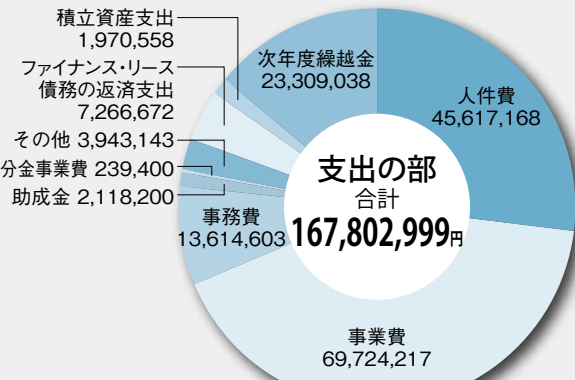 積立資産支出
1,970,558
ファイナンス・リース
債務の返済支出
7,266,672
その他 3,943,143
分金事業費 239,400
助成金 2,118,200
次年度繰越金
23,309,038
人件費
45,617,168
支出の部
合計
167,802,999円
事務費
13,614,603
事業費
69,724,217